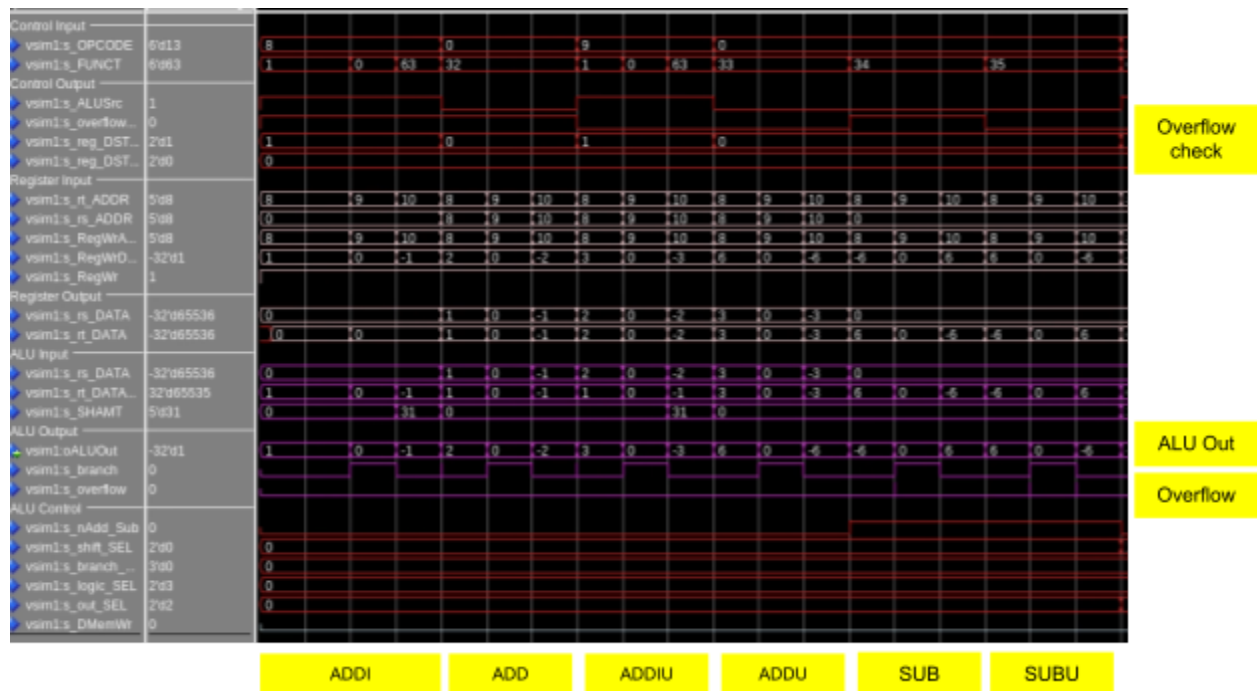 Control Input
vsim1:s_OPCODE 6'd13 8 0 9 0
vsim1:s_FUNCT 6'd63 1 0 63 32 1 0 63 33 34 35
Control Output
vsim1:s_ALUSrc 1
vsim1:s_overflow... 0
vsim1:s_reg_DST... 2'd1 1 0 1 0
vsim1:s_reg_DST... 2'd0 0
Overflow
check
Register Input
vsim1:s_rt_ADDR 5'd8 8 9 10 8 9 10 8 9 10 8 9 10 8 9 10 8 9 10
vsim1:s_rs_ADDR 5'd8 0 8 9 10 8 9 10 8 9 10 0
vsim1:s_RegWrA... 5'd8 8 9 10 8 9 10 8 9 10 8 9 10 8 9 10 8 9 10
vsim1:s_RegWrD... -32'd1 1 0 -1 2 0 -2 3 0 -3 6 0 -6 -6 0 6 6 0 -6
vsim1:s_RegWr 1
Register Output
vsim1:s_rs_DATA -32'd65536 0 1 0 -1 2 0 -2 3 0 -3 0
vsim1:s_rt_DATA -32'd65536 0 0 1 0 -1 2 0 -2 3 0 -3 6 0 -6 -6 0 6
ALU Input
vsim1:s_rs_DATA -32'd65536 0 1 0 -1 2 0 -2 3 0 -3 0
vsim1:s_rt_DATA... 32'd65535 1 0 -1 1 0 -1 1 0 -1 3 0 -3 6 0 -6 -6 0 6
vsim1:s_SHAMT 5'd31 0 31 0 31 0
ALU Output
vsim1:oALUOut -32'd1 1 0 -1 2 0 -2 3 0 -3 6 0 -6 -6 0 6 6 0 -6
ALU Out
vsim1:s_branch 0
vsim1:s_overflow 0
Overflow
ALU Control
vsim1:s_nAdd_Sub 0
vsim1:s_shift_SEL 2'd0 0
vsim1:s_branch_... 3'd0 0
vsim1:s_logic_SEL 2'd3 0
vsim1:s_out_SEL 2'd2 0
vsim1:s_DMemWr 0
ADDI ADD ADDIU ADDU SUB SUBU